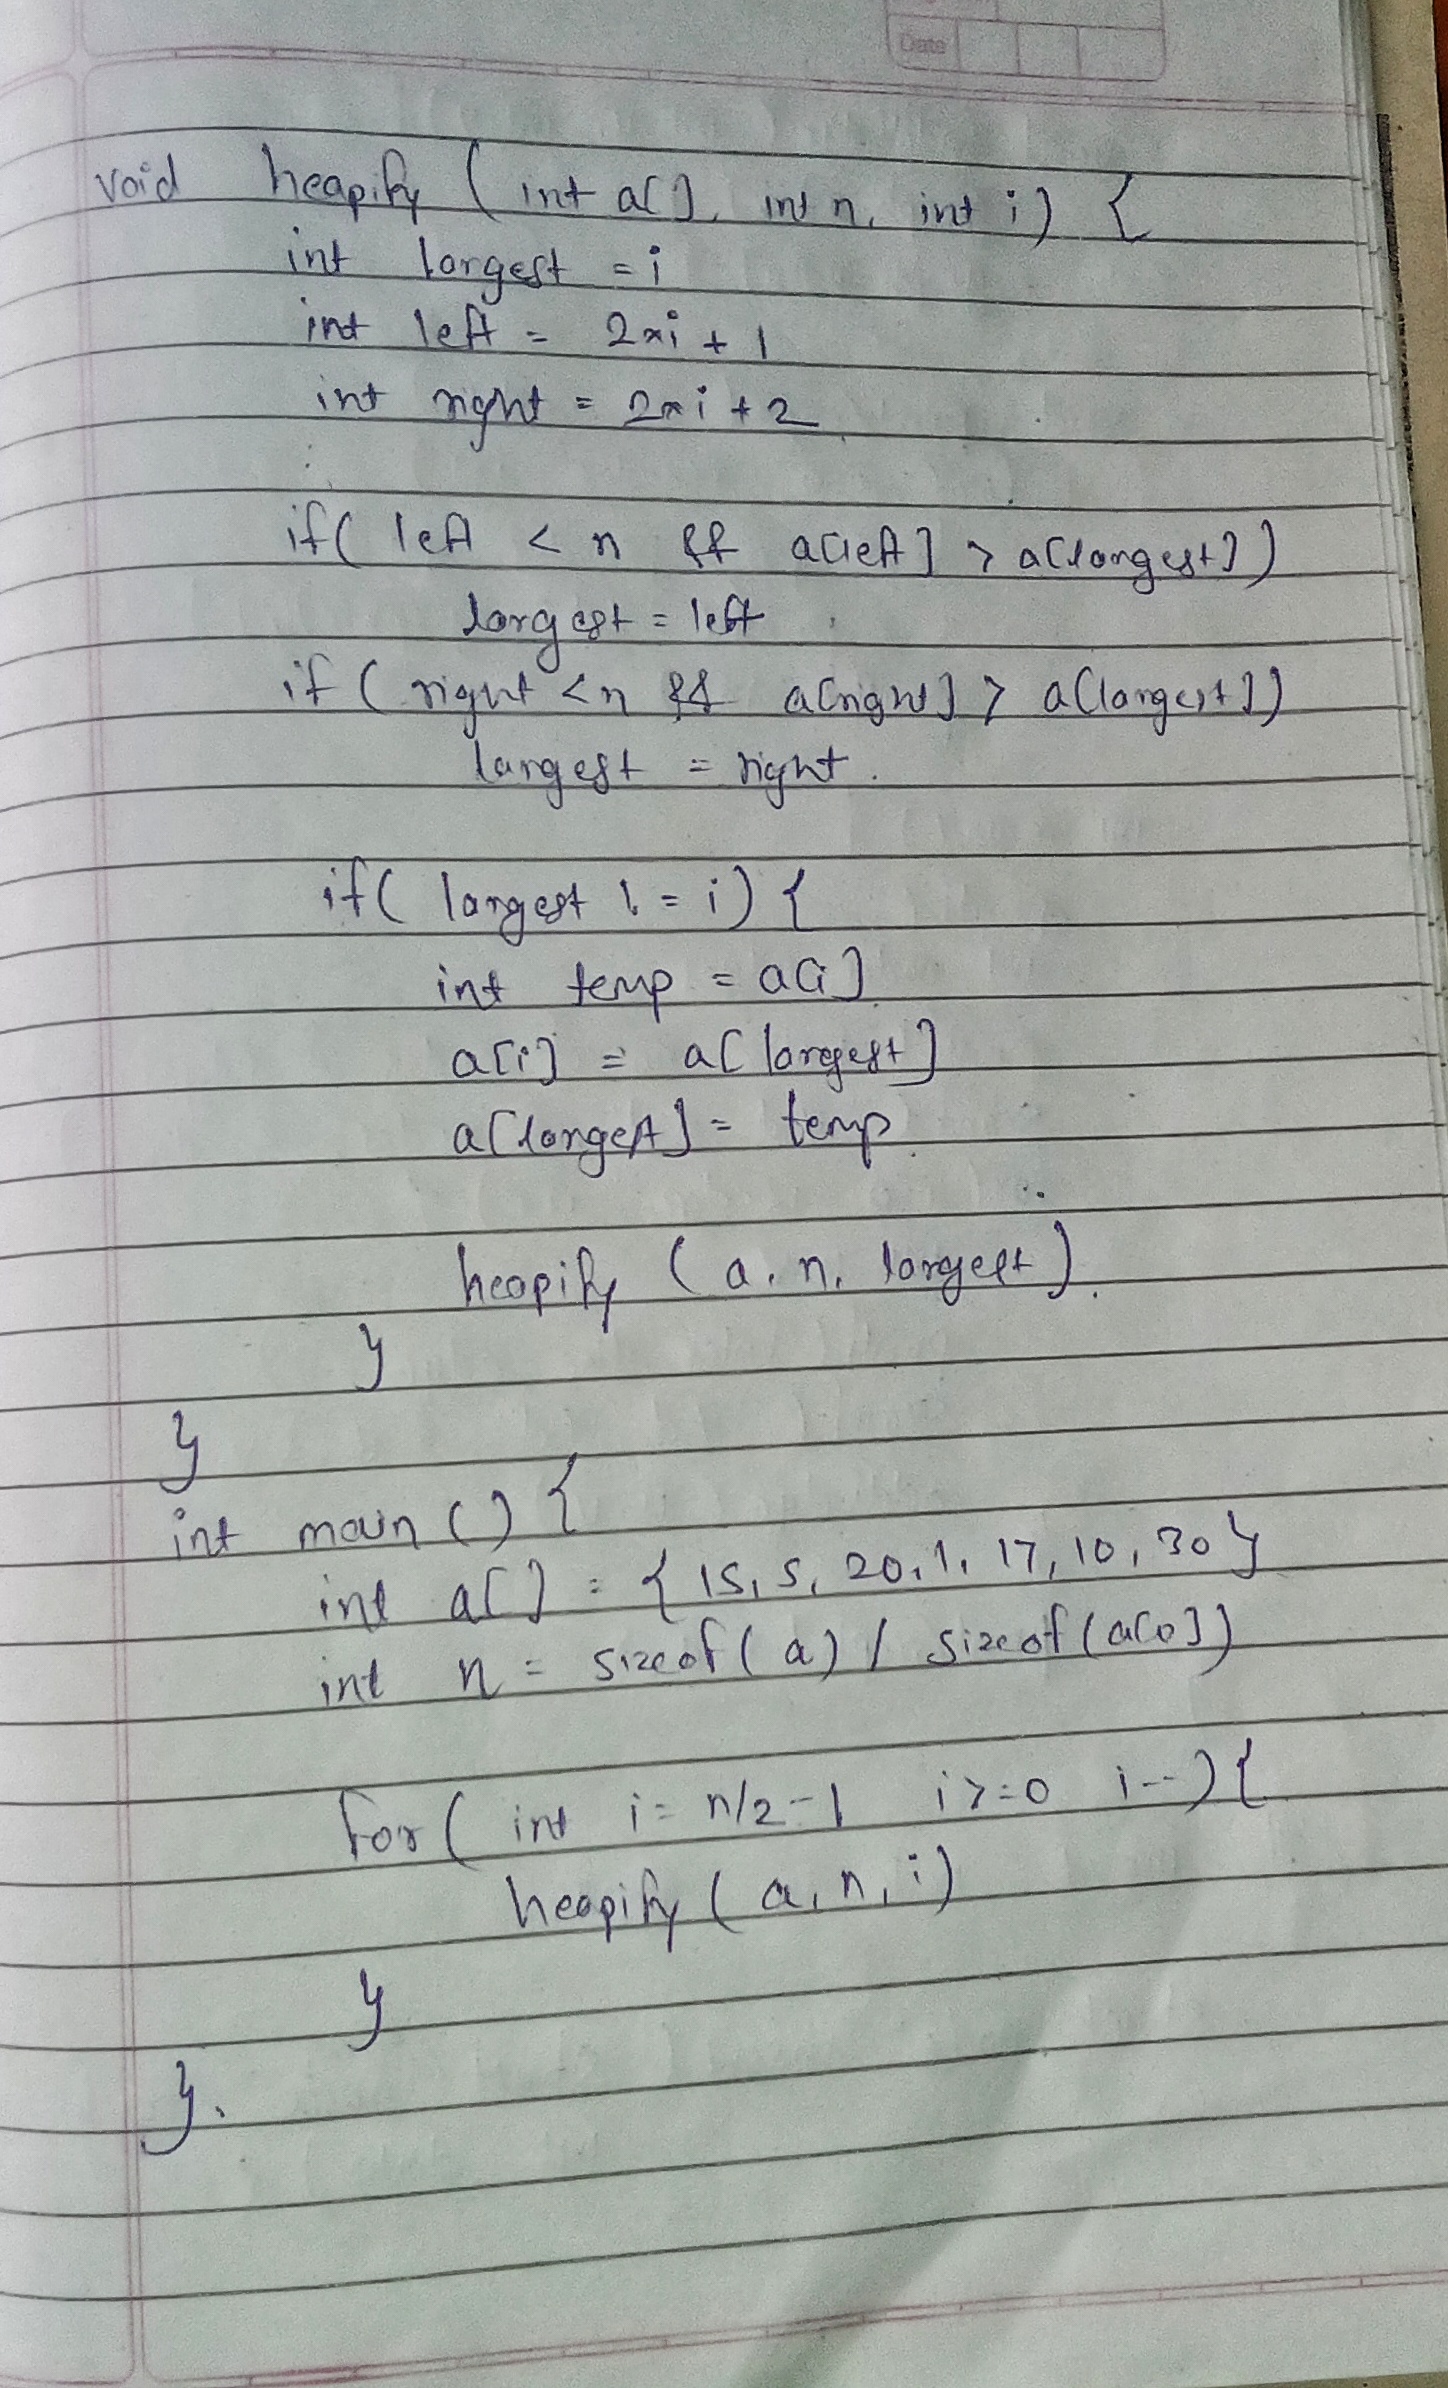 Date
void heapify ( int a[], int n, int i) {
int largest = i
int left = 2*i + 1
int right = 2*i + 2
if( left < n && a[left] > a[largest])
largest = left
if ( right < n && a[right] > a[largest])
largest = right.
if( largest != i) {
int temp = a[i]
a[i] = a[largest]
a[largest] = temp
heapify ( a, n, largest)
}
}
int main () {
int a[] = { 15, 5, 20, 1, 17, 10, 30 }
int n = sizeof( a) / sizeof(a[0])
for( int i = n/2-1 i>=0 i--) {
heapify ( a, n, i)
}
}.